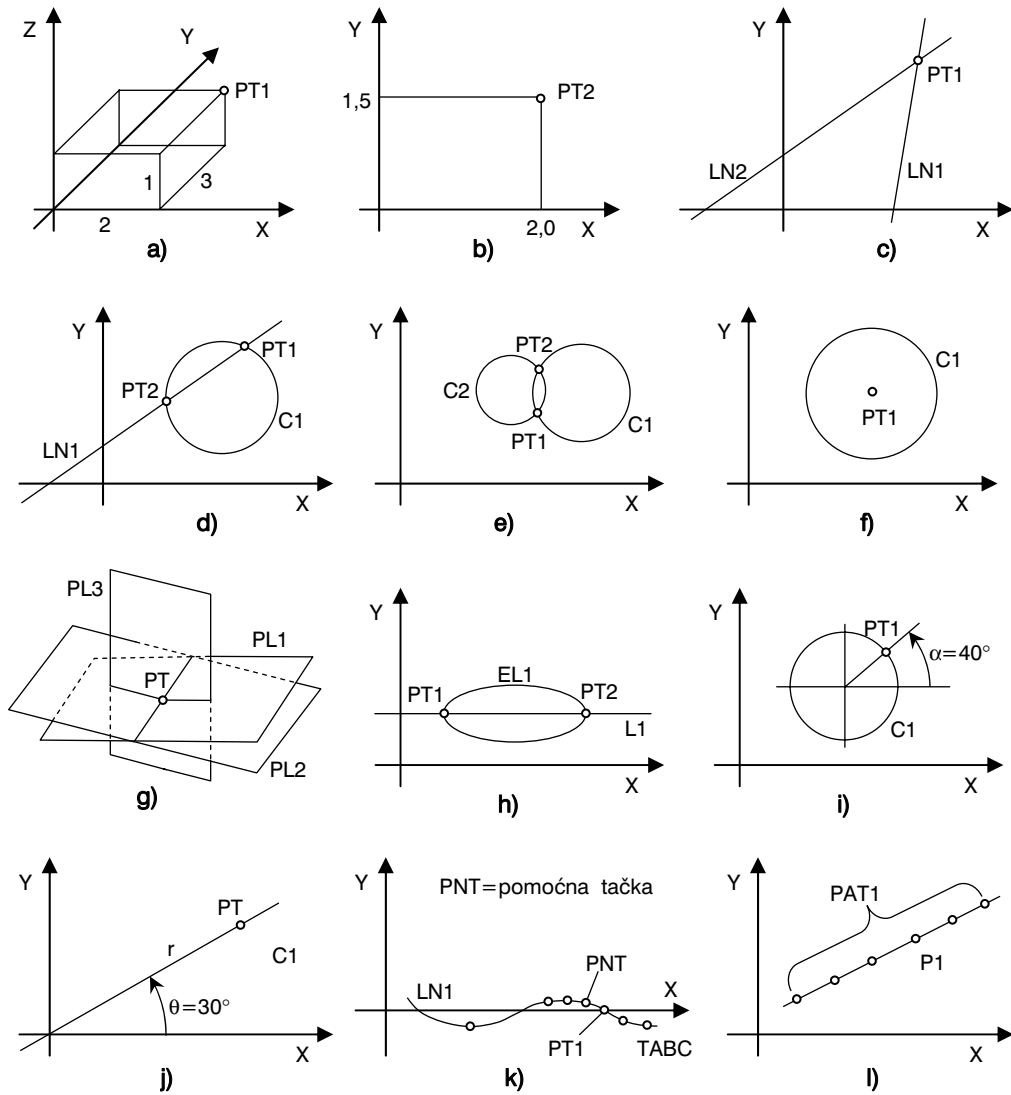 Z
Y
PT1
1
3
2
X
a)
Y
1,5
PT2
2,0
X
b)
Y
PT1
LN2
LN1
X
c)
Y
PT1
PT2
C1
LN1
X
d)
Y
PT2
C2
PT1
C1
X
e)
Y
C1
PT1
X
f)
PL3
PL1
PT
PL2
g)
Y
EL1
PT1
PT2
L1
X
h)
Y
PT1
α=40°
C1
X
i)
Y
PT
r
C1
θ=30°
X
j)
Y
PNT=pomoćna tačka
PNT
LN1
X
PT1
TABC
k)
Y
PAT1
P1
X
l)